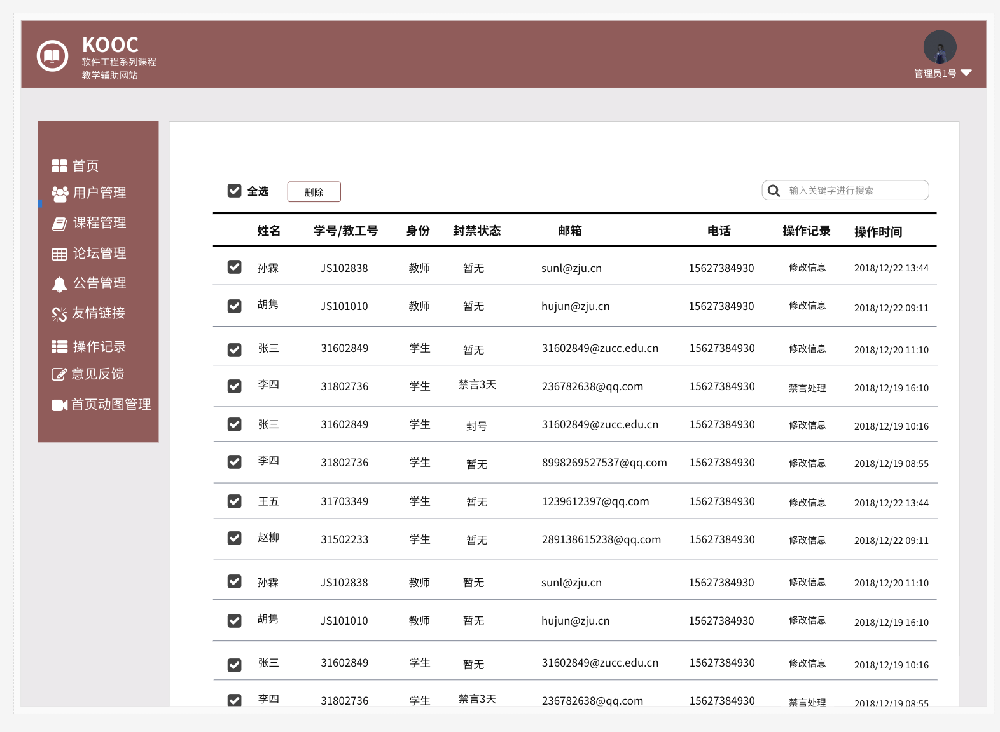 KOOC
软件工程系列课程
教学辅助网站
管理员1号
首页
用户管理
课程管理
论坛管理
公告管理
友情链接
操作记录
意见反馈
首页动图管理
全选 删除 输入关键字进行搜索
姓名 学号/教工号 身份 封禁状态 邮箱 电话 操作记录 操作时间
孙霖 JS102838 教师 暂无 sunl@zju.cn 15627384930 修改信息 2018/12/22 13:44
胡隽 JS101010 教师 暂无 hujun@zju.cn 15627384930 修改信息 2018/12/22 09:11
张三 31602849 学生 暂无 31602849@zucc.edu.cn 15627384930 修改信息 2018/12/20 11:10
李四 31802736 学生 禁言3天 236782638@qq.com 15627384930 禁言处理 2018/12/19 16:10
张三 31602849 学生 封号 31602849@zucc.edu.cn 15627384930 修改信息 2018/12/19 10:16
李四 31802736 学生 暂无 8998269527537@qq.com 15627384930 修改信息 2018/12/19 08:55
王五 31703349 学生 暂无 1239612397@qq.com 15627384930 修改信息 2018/12/22 13:44
赵柳 31502233 学生 暂无 289138615238@qq.com 15627384930 修改信息 2018/12/22 09:11
孙霖 JS102838 教师 暂无 sunl@zju.cn 15627384930 修改信息 2018/12/20 11:10
胡隽 JS101010 教师 暂无 hujun@zju.cn 15627384930 修改信息 2018/12/19 16:10
张三 31602849 学生 暂无 31602849@zucc.edu.cn 15627384930 修改信息 2018/12/19 10:16
李四 31802736 学生 禁言3天 236782638@qq.com 15627384930 禁言处理 2018/12/19 08:55